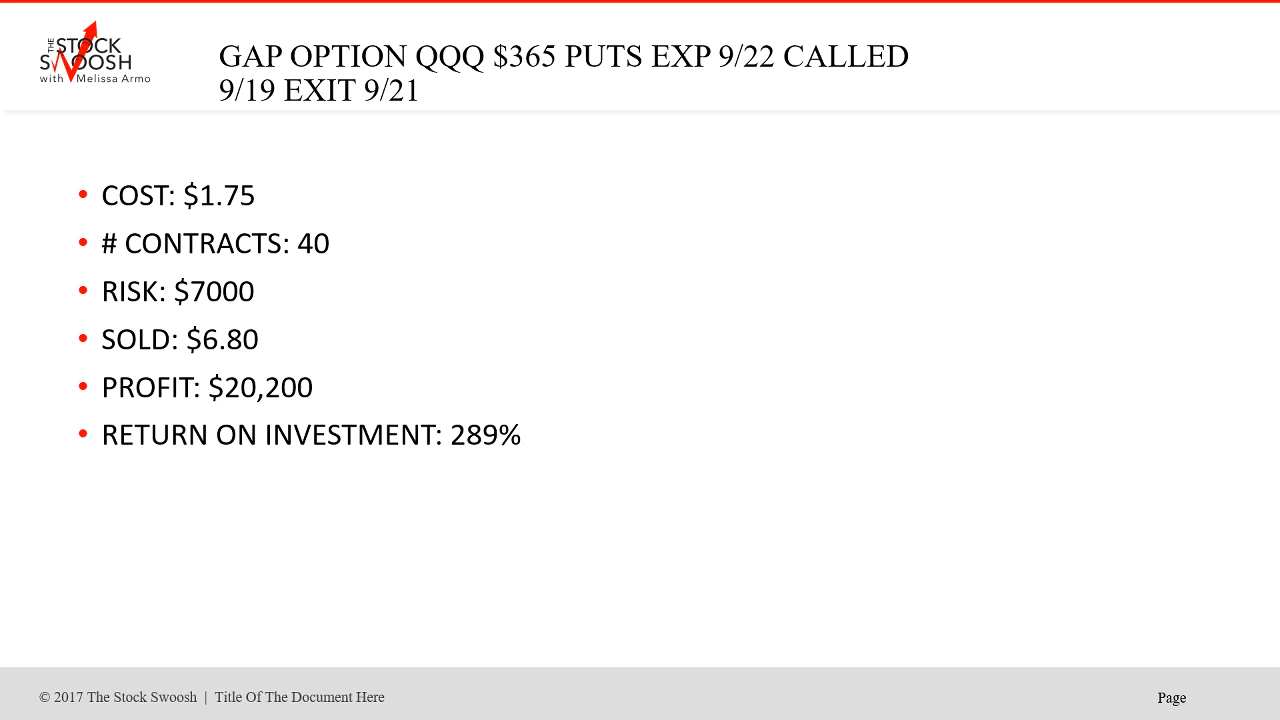 THE
STOCK
SWOOSH
with Melissa Armo
GAP OPTION QQQ $365 PUTS EXP 9/22 CALLED
9/19 EXIT 9/21
• COST: $1.75
• # CONTRACTS: 40
• RISK: $7000
• SOLD: $6.80
• PROFIT: $20,200
• RETURN ON INVESTMENT: 289%
© 2017 The Stock Swoosh | Title Of The Document Here
Page